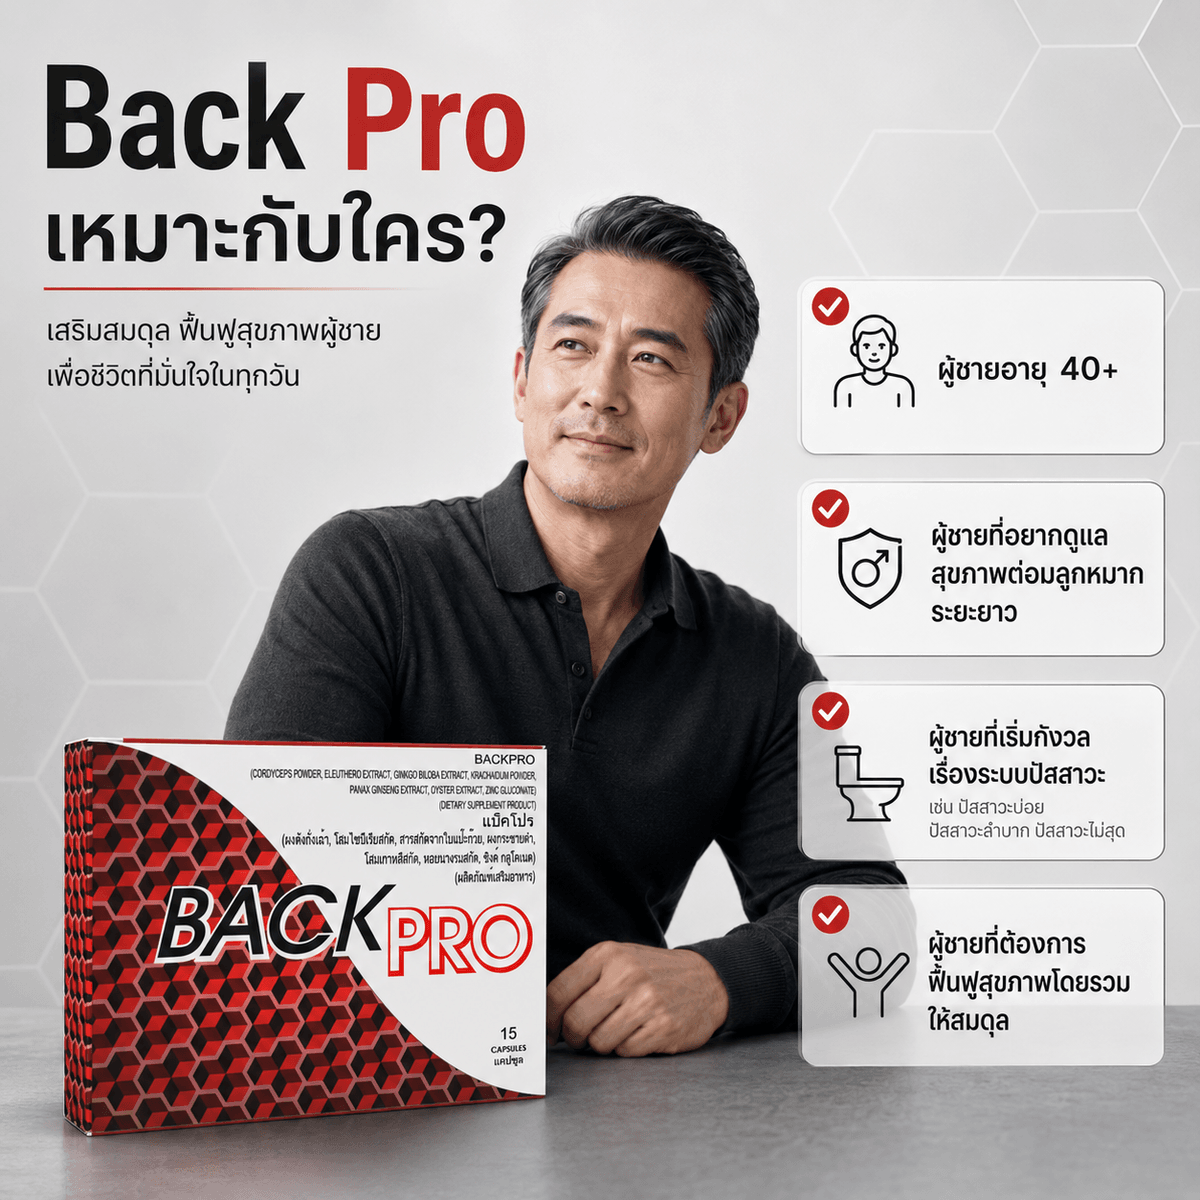 Back Pro
เหมาะกับใคร?
เสริมสมดุล ฟื้นฟูสุขภาพผู้ชาย
เพื่อชีวิตที่มั่นใจในทุกวัน
ผู้ชายอายุ 40+
ผู้ชายที่อยากดูแล
สุขภาพต่อมลูกหมาก
ระยะยาว
ผู้ชายที่เริ่มกังวล
เรื่องระบบปัสสาวะ
เช่น ปัสสาวะบ่อย
ปัสสาวะลำบาก ปัสสาวะไม่สุด
ผู้ชายที่ต้องการ
ฟื้นฟูสุขภาพโดยรวม
ให้สมดุล
BACKPRO
(CORDYCEPS POWDER, ELEUTHERO EXTRACT, GINKGO BILOBA EXTRACT, KRACHAIDUM POWDER,
PANAX GINSENG EXTRACT, OYSTER EXTRACT, ZINC GLUCONATE)
(DIETARY SUPPLEMENT PRODUCT)
แบ็คโปร
(ผงตังถั่งเฉ้า, โสมไซบีเรียสกัด, สารสกัดจากใบแปะก๊วย, ผงกระชายดำ,
โสมเกาหลีสกัด, หอยนางรมสกัด, ซิงค์ กลูโคเนต)
(ผลิตภัณฑ์เสริมอาหาร)
BACK PRO
15
CAPSULES
แคปซูล